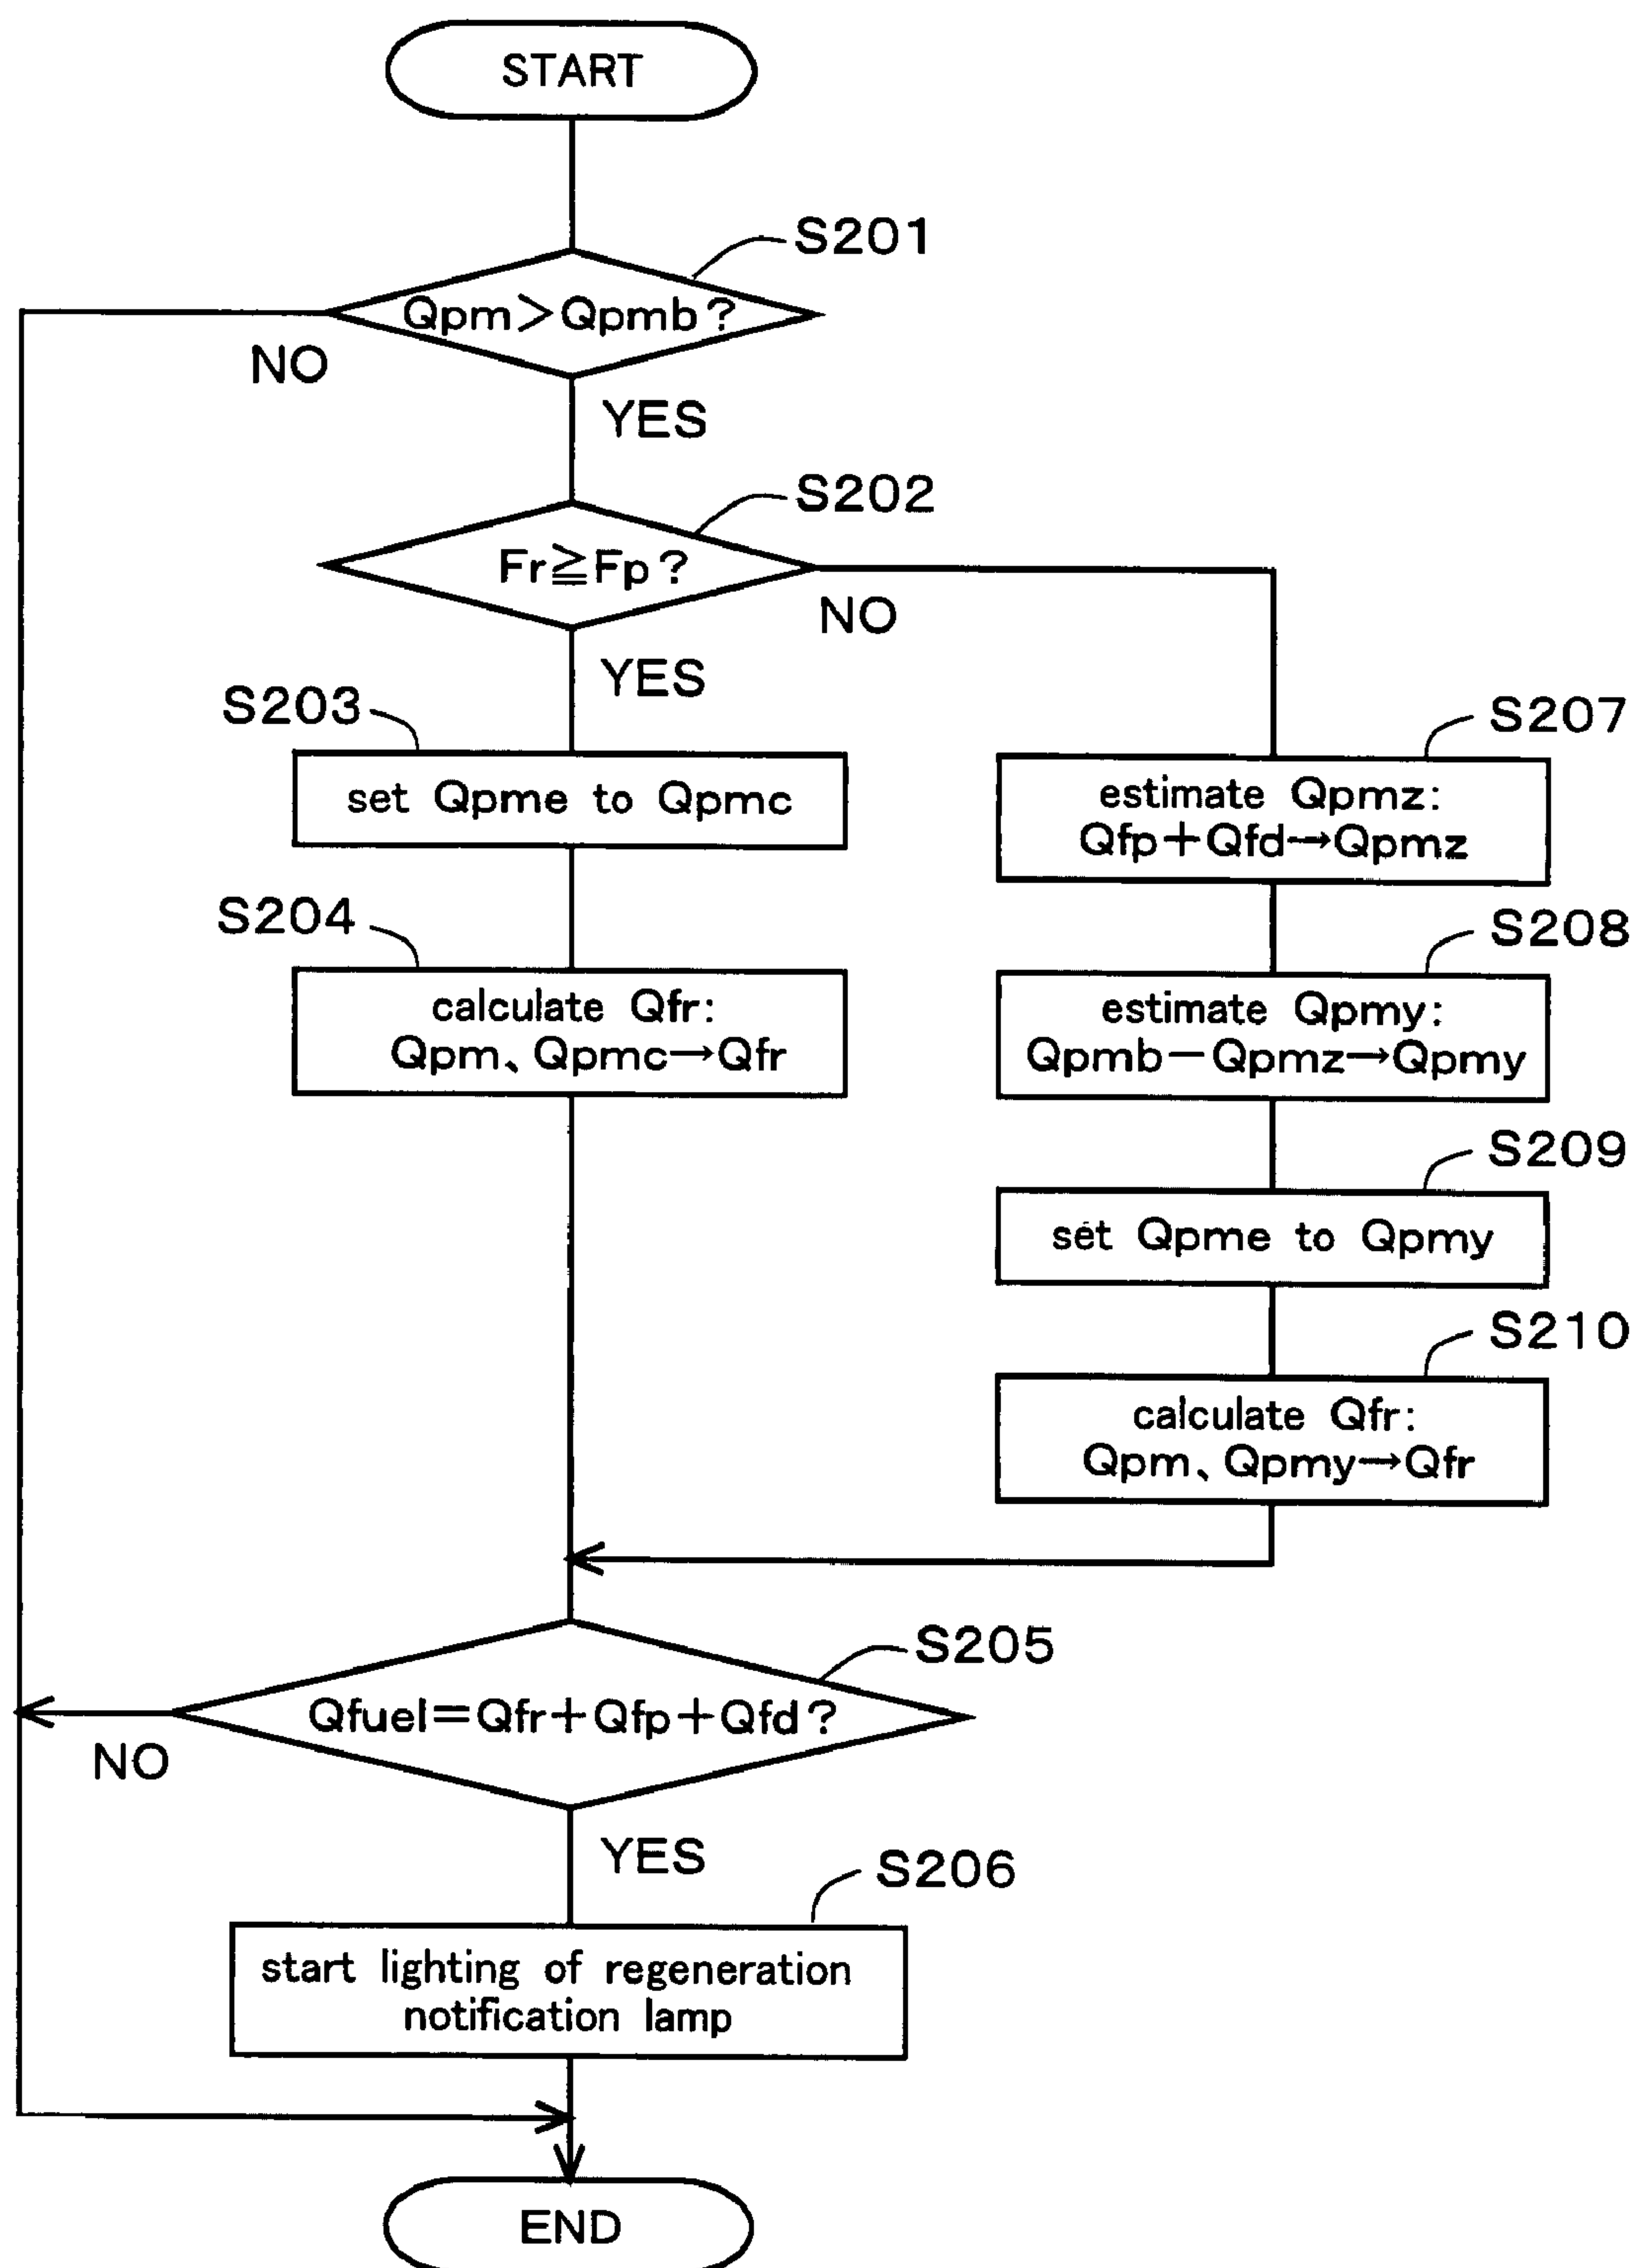 START
S201
Qpm>Qpmb?
NO
YES
S202
Fr≧Fp?
NO
YES
S203
set Qpme to Qpmc
S204
calculate Qfr:
Qpm、Qpmc→Qfr
S207
estimate Qpmz:
Qfp+Qfd→Qpmz
S208
estimate Qpmy:
Qpmb−Qpmz→Qpmy
S209
set Qpme to Qpmy
S210
calculate Qfr:
Qpm、Qpmy→Qfr
S205
Qfuel=Qfr+Qfp+Qfd?
NO
YES
S206
start lighting of regeneration
notification lamp
END